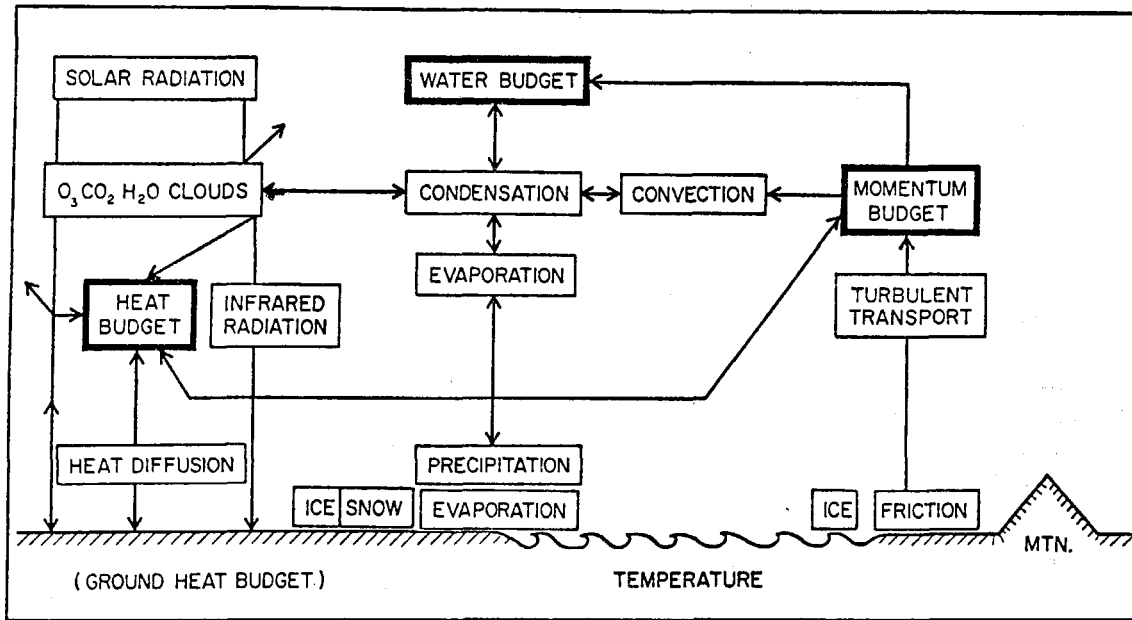 SOLAR RADIATION
WATER BUDGET
O₃ CO₂ H₂O CLOUDS
CONDENSATION
CONVECTION
MOMENTUM
BUDGET
EVAPORATION
HEAT
BUDGET
INFRARED
RADIATION
TURBULENT
TRANSPORT
HEAT DIFFUSION
PRECIPITATION
ICE SNOW
EVAPORATION
ICE
FRICTION
MTN.
(GROUND HEAT BUDGET)
TEMPERATURE